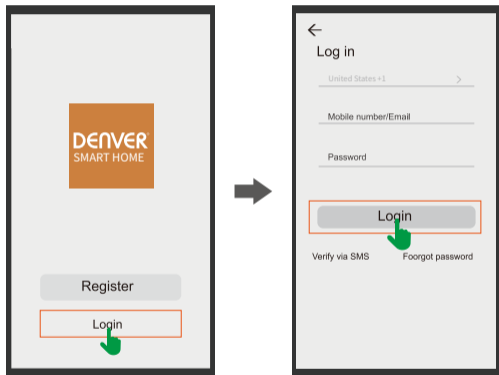 DENVER
SMART HOME
Register
Login
Log in
United States +1
Mobile number/Email
Password
Login
Verify via SMS
Foorgot password